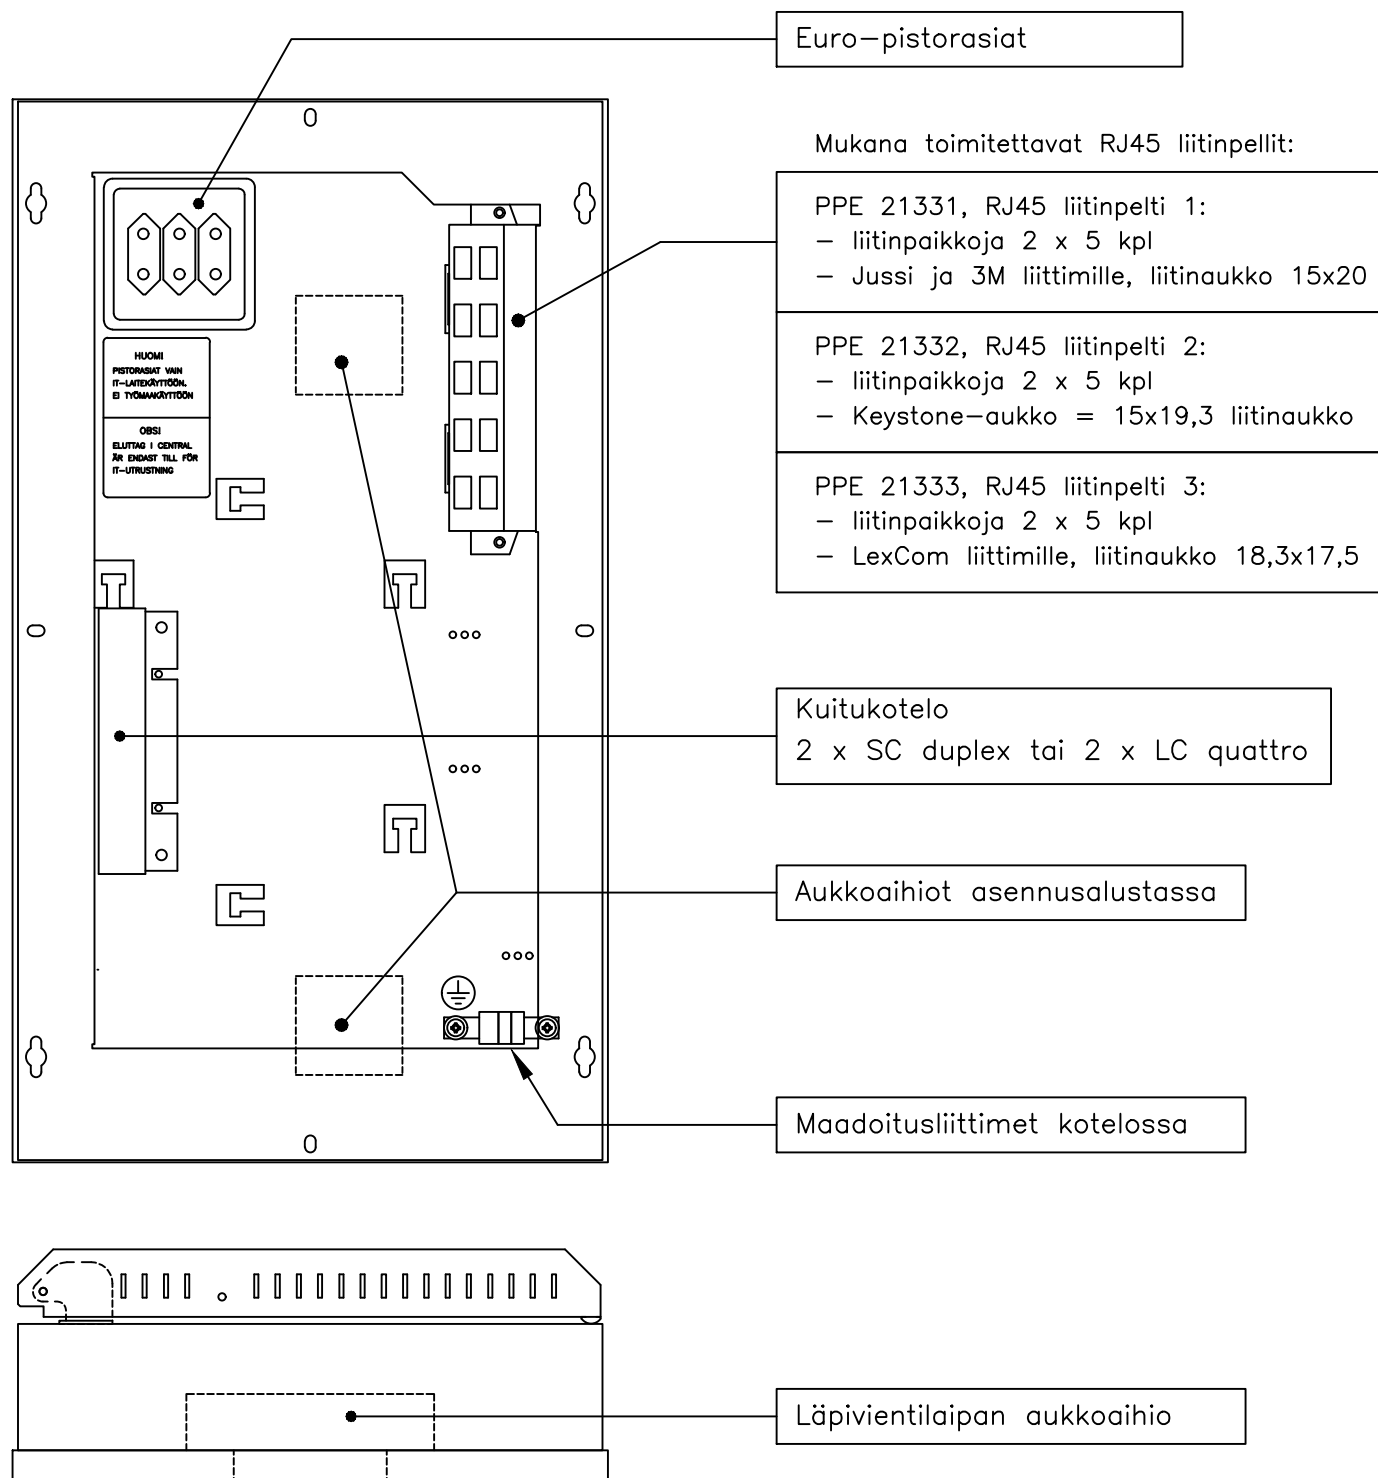 Euro-pistorasiat
Mukana toimitettavat RJ45 liitinpellit:
PPE 21331, RJ45 liitinpelti 1:
- liitinpaikkoja 2 x 5 kpl
- Jussi ja 3M liittimille, liitinaukko 15x20
PPE 21332, RJ45 liitinpelti 2:
- liitinpaikkoja 2 x 5 kpl
- Keystone-aukko = 15x19,3 liitinaukko
PPE 21333, RJ45 liitinpelti 3:
- liitinpaikkoja 2 x 5 kpl
- LexCom liittimille, liitinaukko 18,3x17,5
HUOMI
PISTORASIAT VAIN
IT-LAITEKÄYTTÖÖN.
EI TYÖMAAKÄYTTÖÖN
OBSI
ELUTTAG I CENTRAL
ÄR ENDAST TILL FÖR
IT-UTRUSTNING
Kuitukotelo
2 x SC duplex tai 2 x LC quattro
Aukkoaihiot asennusalustassa
Maadoitusliittimet kotelossa
Läpivientilaipan aukkoaihio